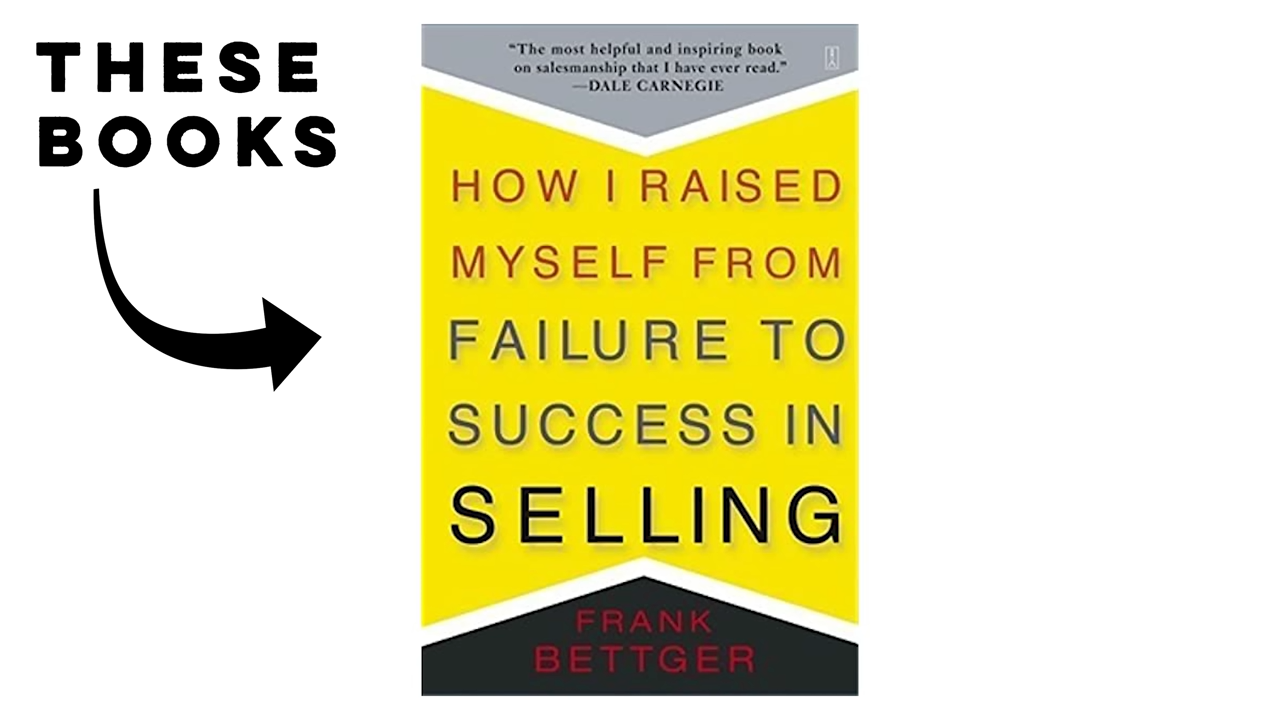 THESE
BOOKS
“The most helpful and inspiring book
on salesmanship that I have ever read.”
—DALE CARNEGIE
HOW I RAISED
MYSELF FROM
FAILURE TO
SUCCESS IN
SELLING
FRANK
BETTGER